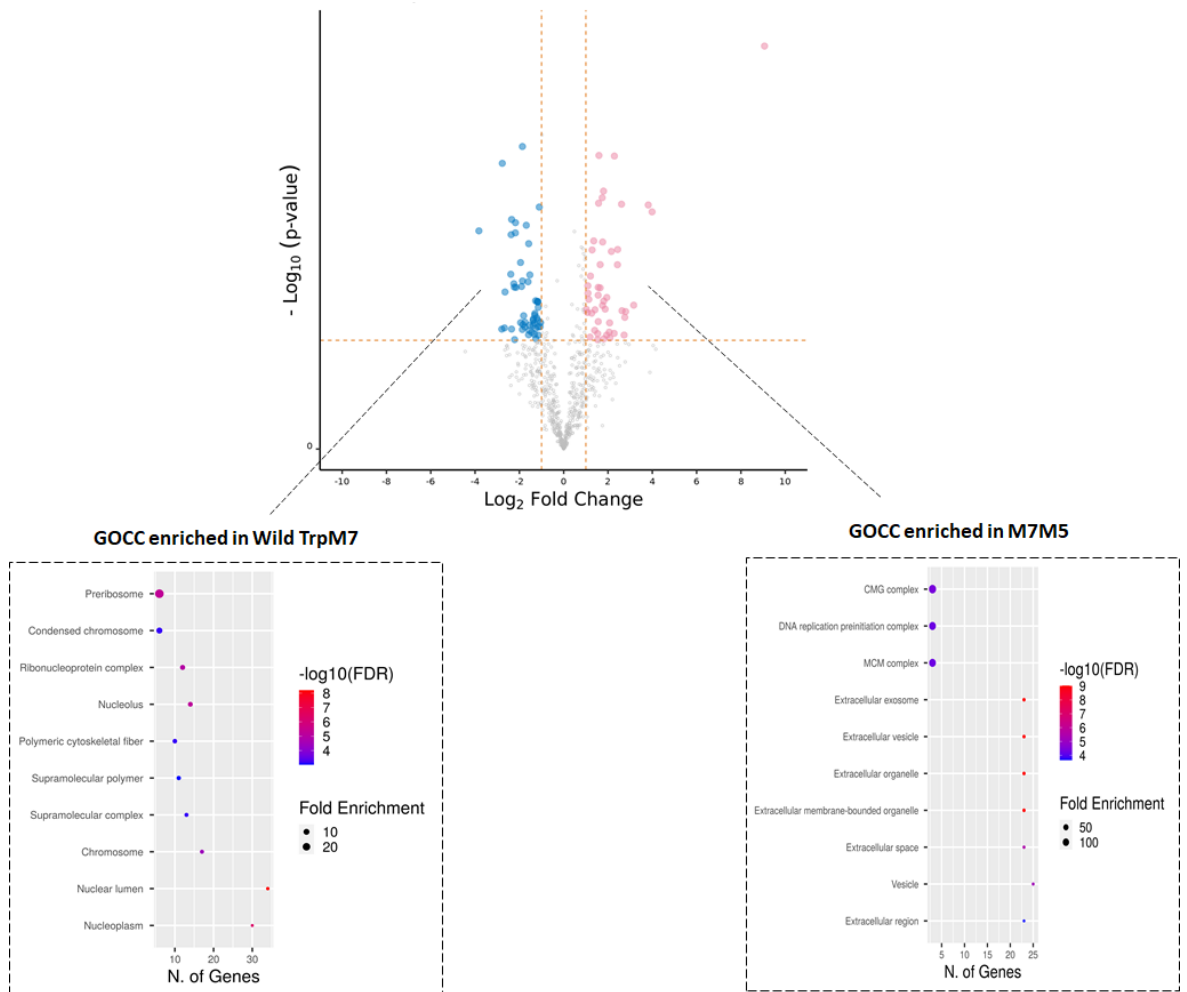 - Log10 (p-value)
0
-10 -8 -6 -4 -2 0 2 4 6 8 10
Log2 Fold Change
GOCC enriched in Wild TrpM7
Preribosome
Condensed chromosome
Ribonucleoprotein complex
Nucleolus
Polymeric cytoskeletal fiber
Supramolecular polymer
Supramolecular complex
Chromosome
Nuclear lumen
Nucleoplasm
10 20 30
N. of Genes
-log10(FDR)
8
7
6
5
4
Fold Enrichment
10
20
GOCC enriched in M7M5
CMG complex
DNA replication preinitiation complex
MCM complex
Extracellular exosome
Extracellular vesicle
Extracellular organelle
Extracellular membrane-bounded organelle
Extracellular space
Vesicle
Extracellular region
5 10 15 20 25
N. of Genes
-log10(FDR)
9
8
7
6
5
4
Fold Enrichment
50
100